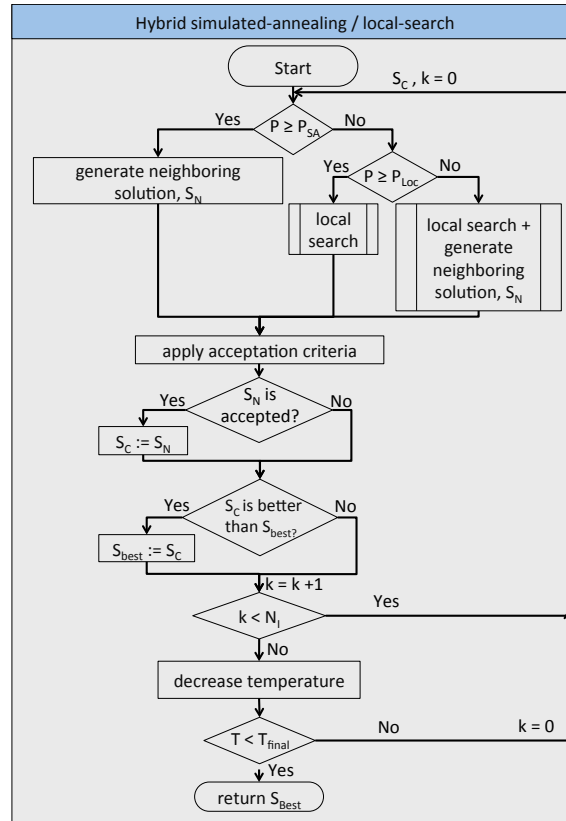 Hybrid simulated-annealing / local-search
Start
S_C , k = 0
Yes
P ≥ P_SA
No
generate neighboring
solution, S_N
Yes
P ≥ P_Loc
No
local
search
local search +
generate
neighboring
solution, S_N
apply acceptation criteria
Yes
S_N is
accepted?
No
S_C := S_N
Yes
S_C is better
than S_best?
No
S_best := S_C
k = k +1
k < N_I
Yes
No
decrease temperature
T < T_final
No
k = 0
Yes
return S_Best